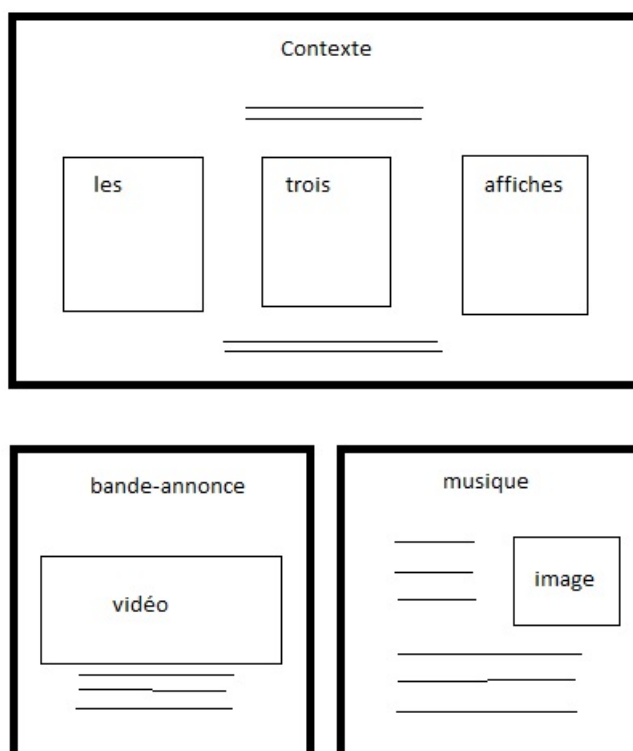 Contexte
les trois affiches
bande-annonce
vidéo
musique
image